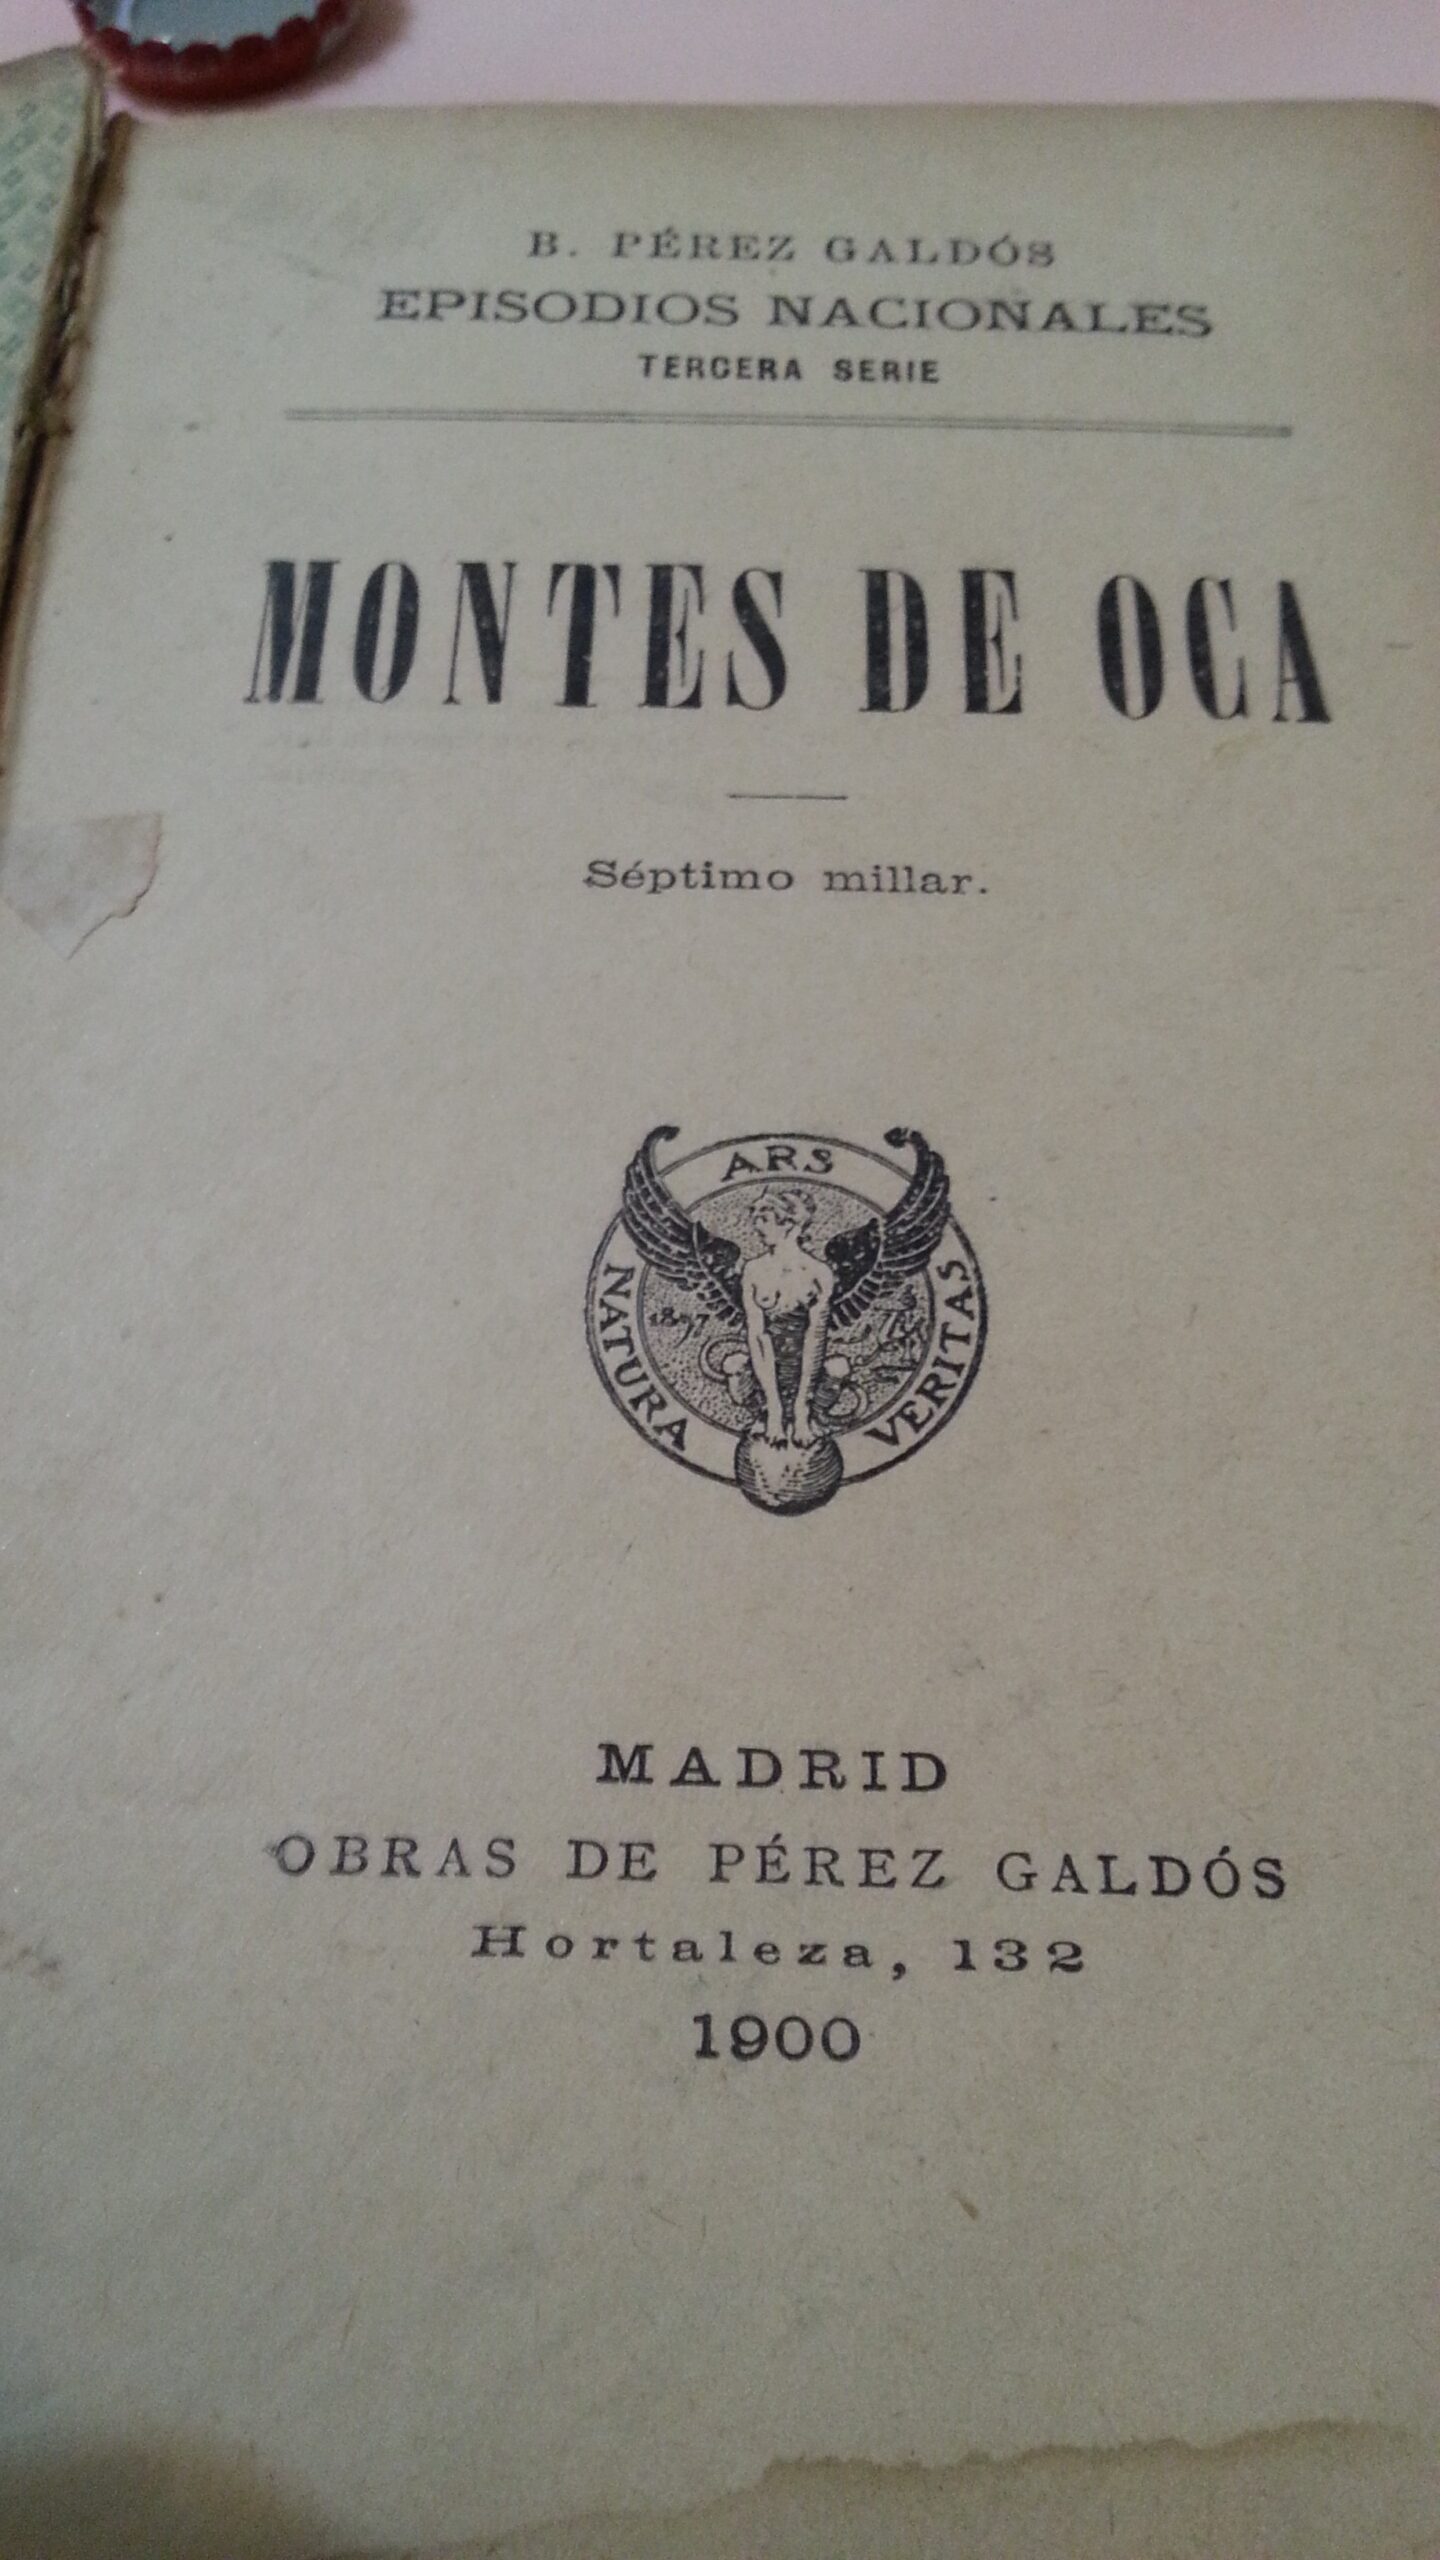 B. PÉREZ GALDÓS
EPISODIOS NACIONALES
TERCERA SERIE
MONTES DE OCA
Séptimo millar.
ARS
NATURA
VERITAS
1897
MADRID
OBRAS DE PÉREZ GALDÓS
Hortaleza, 132
1900